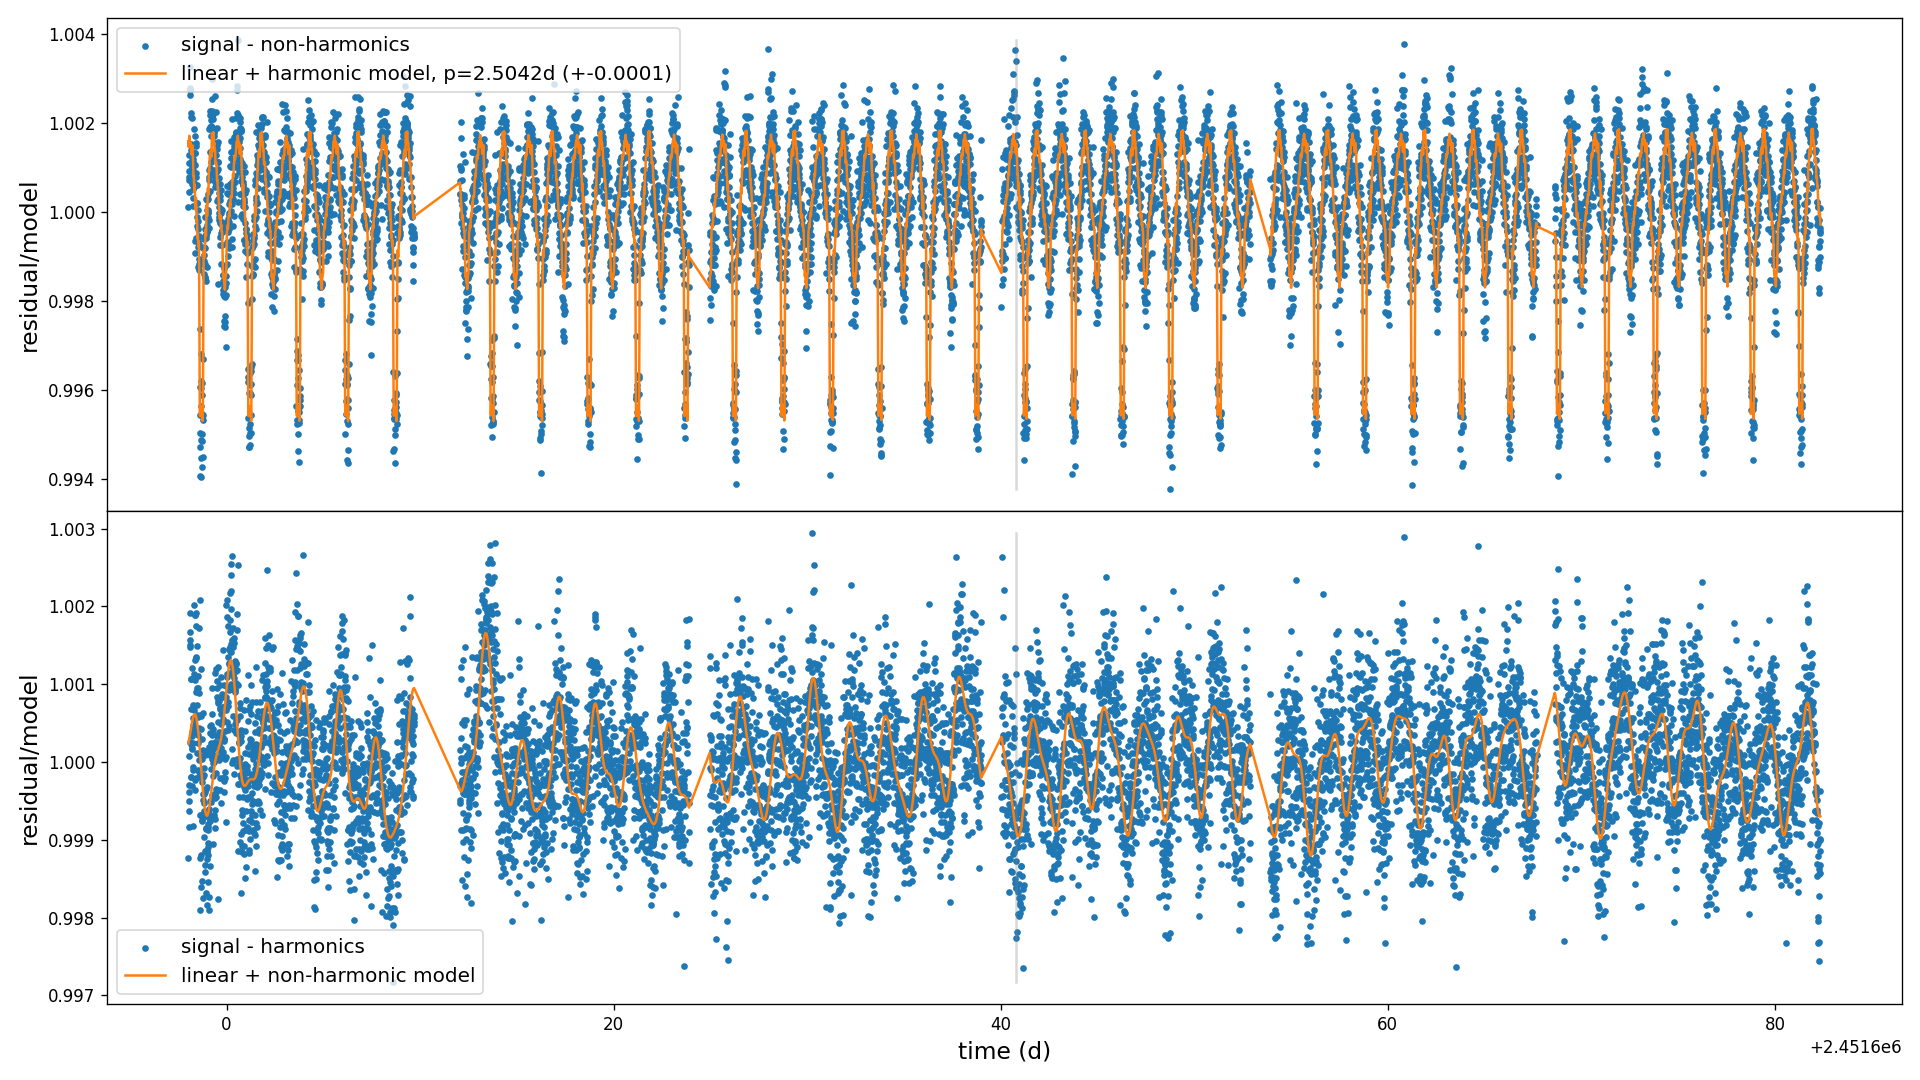 signal - non-harmonics
linear + harmonic model, p=2.5042d (+-0.0001)
1.004
1.002
1.000
0.998
0.996
0.994
residual/model
1.003
1.002
1.001
1.000
0.999
0.998
0.997
residual/model
signal - harmonics
linear + non-harmonic model
0
20
40
60
80
time (d)
+2.4516e6